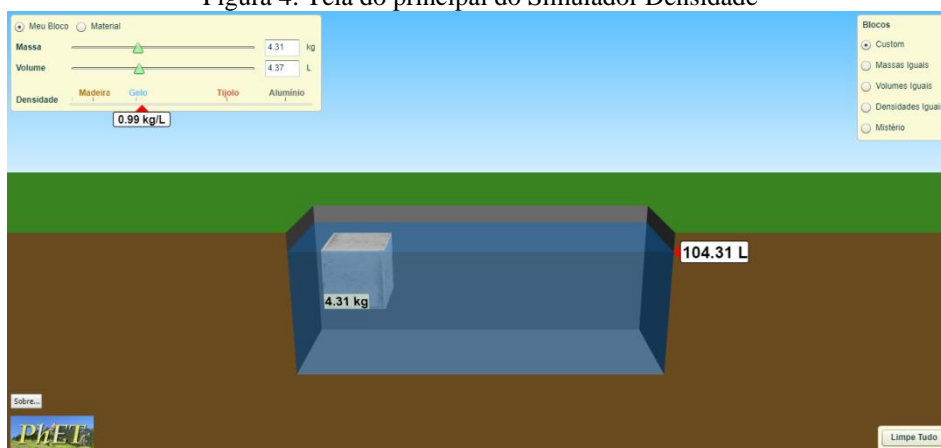 Figura 4. Tela do principal do Simulador Densidade
Meu Bloco Material
Massa 4.31 kg
Volume 4.37 L
Densidade Madeira Gelo Tijolo Alumínio
0.99 kg/L
Blocos
Custom
Massas Iguais
Volumes Iguais
Densidades Iguais
Mistério
104.31 L
4.31 kg
Sobre...
PhET
Limpe Tudo